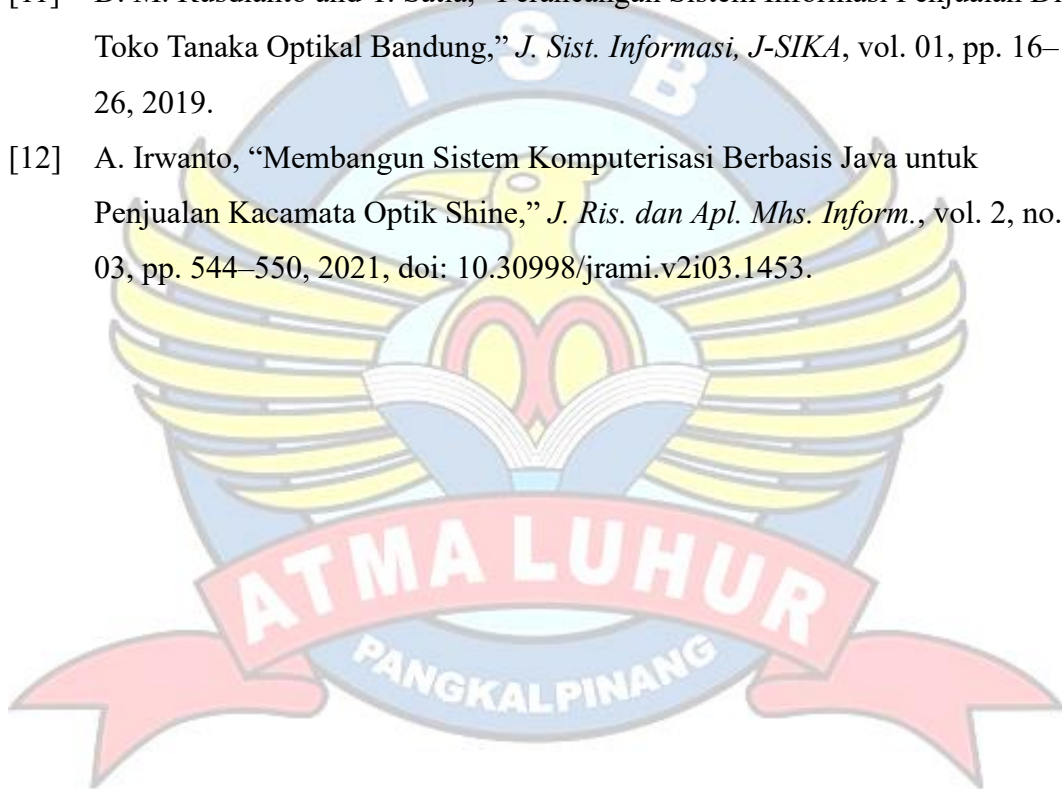 Toko Tanaka Optikal Bandung,” J. Sist. Informasi, J-SIKA, vol. 01, pp. 16–
26, 2019.
[12] A. Irwanto, “Membangun Sistem Komputerisasi Berbasis Java untuk
Penjualan Kacamata Optik Shine,” J. Ris. dan Apl. Mhs. Inform., vol. 2, no.
03, pp. 544–550, 2021, doi: 10.30998/jrami.v2i03.1453.
I S B
ATMA LUHUR
PANGKALPINANG